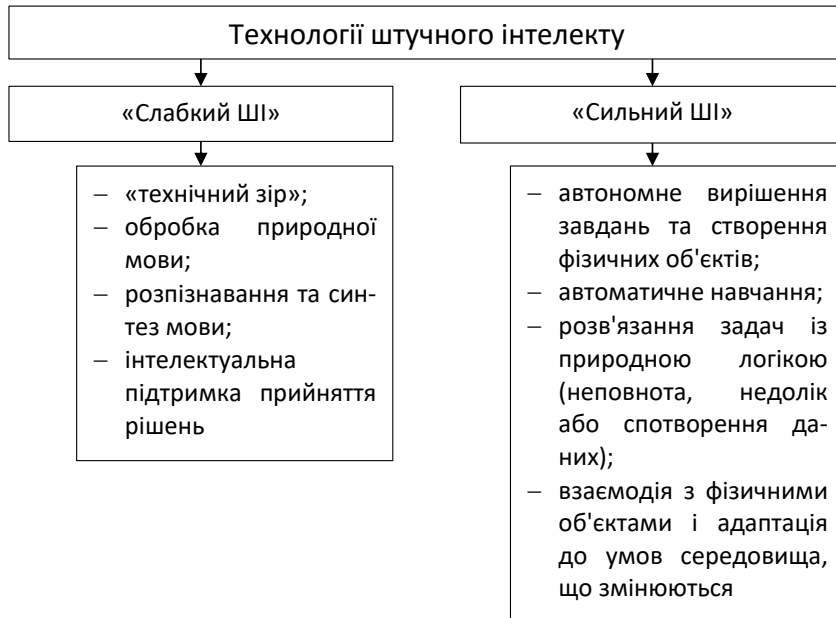 Технології штучного інтелекту
«Слабкий ШІ»
«Сильний ШІ»
– «технічний зір»;
– обробка природної
мови;
– розпізнавання та син-
тез мови;
– інтелектуальна
підтримка прийняття
рішень
– автономне вирішення
завдань та створення
фізичних об'єктів;
– автоматичне навчання;
– розв'язання задач із
природною логікою
(неповнота, недолік
або спотворення да-
них);
– взаємодія з фізичними
об'єктами і адаптація
до умов середовища,
що змінюються